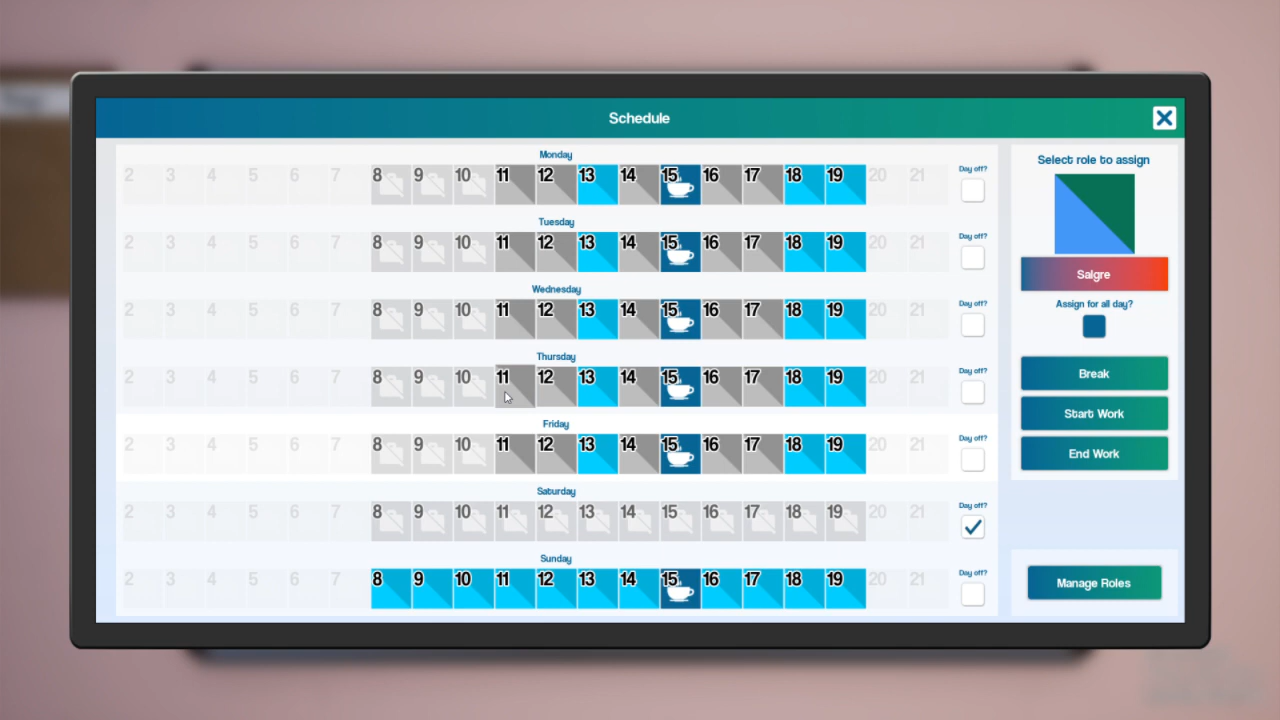 Schedule
Monday
2 3 4 5 6 7 8 9 10 11 12 13 14 15 16 17 18 19 20 21
Day off?
Tuesday
2 3 4 5 6 7 8 9 10 11 12 13 14 15 16 17 18 19 20 21
Day off?
Wednesday
2 3 4 5 6 7 8 9 10 11 12 13 14 15 16 17 18 19 20 21
Day off?
Thursday
2 3 4 5 6 7 8 9 10 11 12 13 14 15 16 17 18 19 20 21
Day off?
Friday
2 3 4 5 6 7 8 9 10 11 12 13 14 15 16 17 18 19 20 21
Day off?
Saturday
2 3 4 5 6 7 8 9 10 11 12 13 14 15 16 17 18 19 20 21
Day off?
Sunday
2 3 4 5 6 7 8 9 10 11 12 13 14 15 16 17 18 19 20 21
Day off?
Select role to assign
Salgre
Assign for all day?
Break
Start Work
End Work
Manage Roles